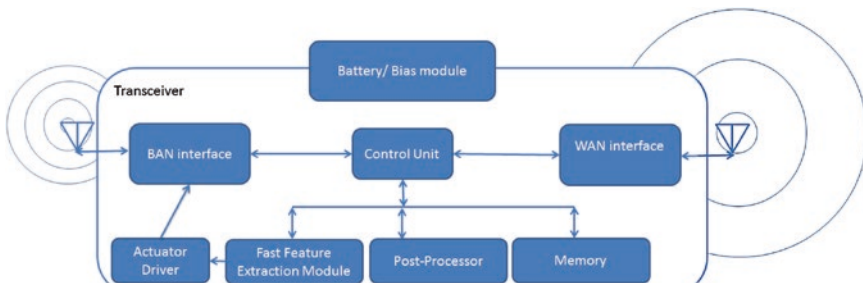 Battery/ Bias module
Transceiver
BAN interface
Control Unit
WAN interface
Actuator
Driver
Fast Feature
Extraction Module
Post-Processor
Memory